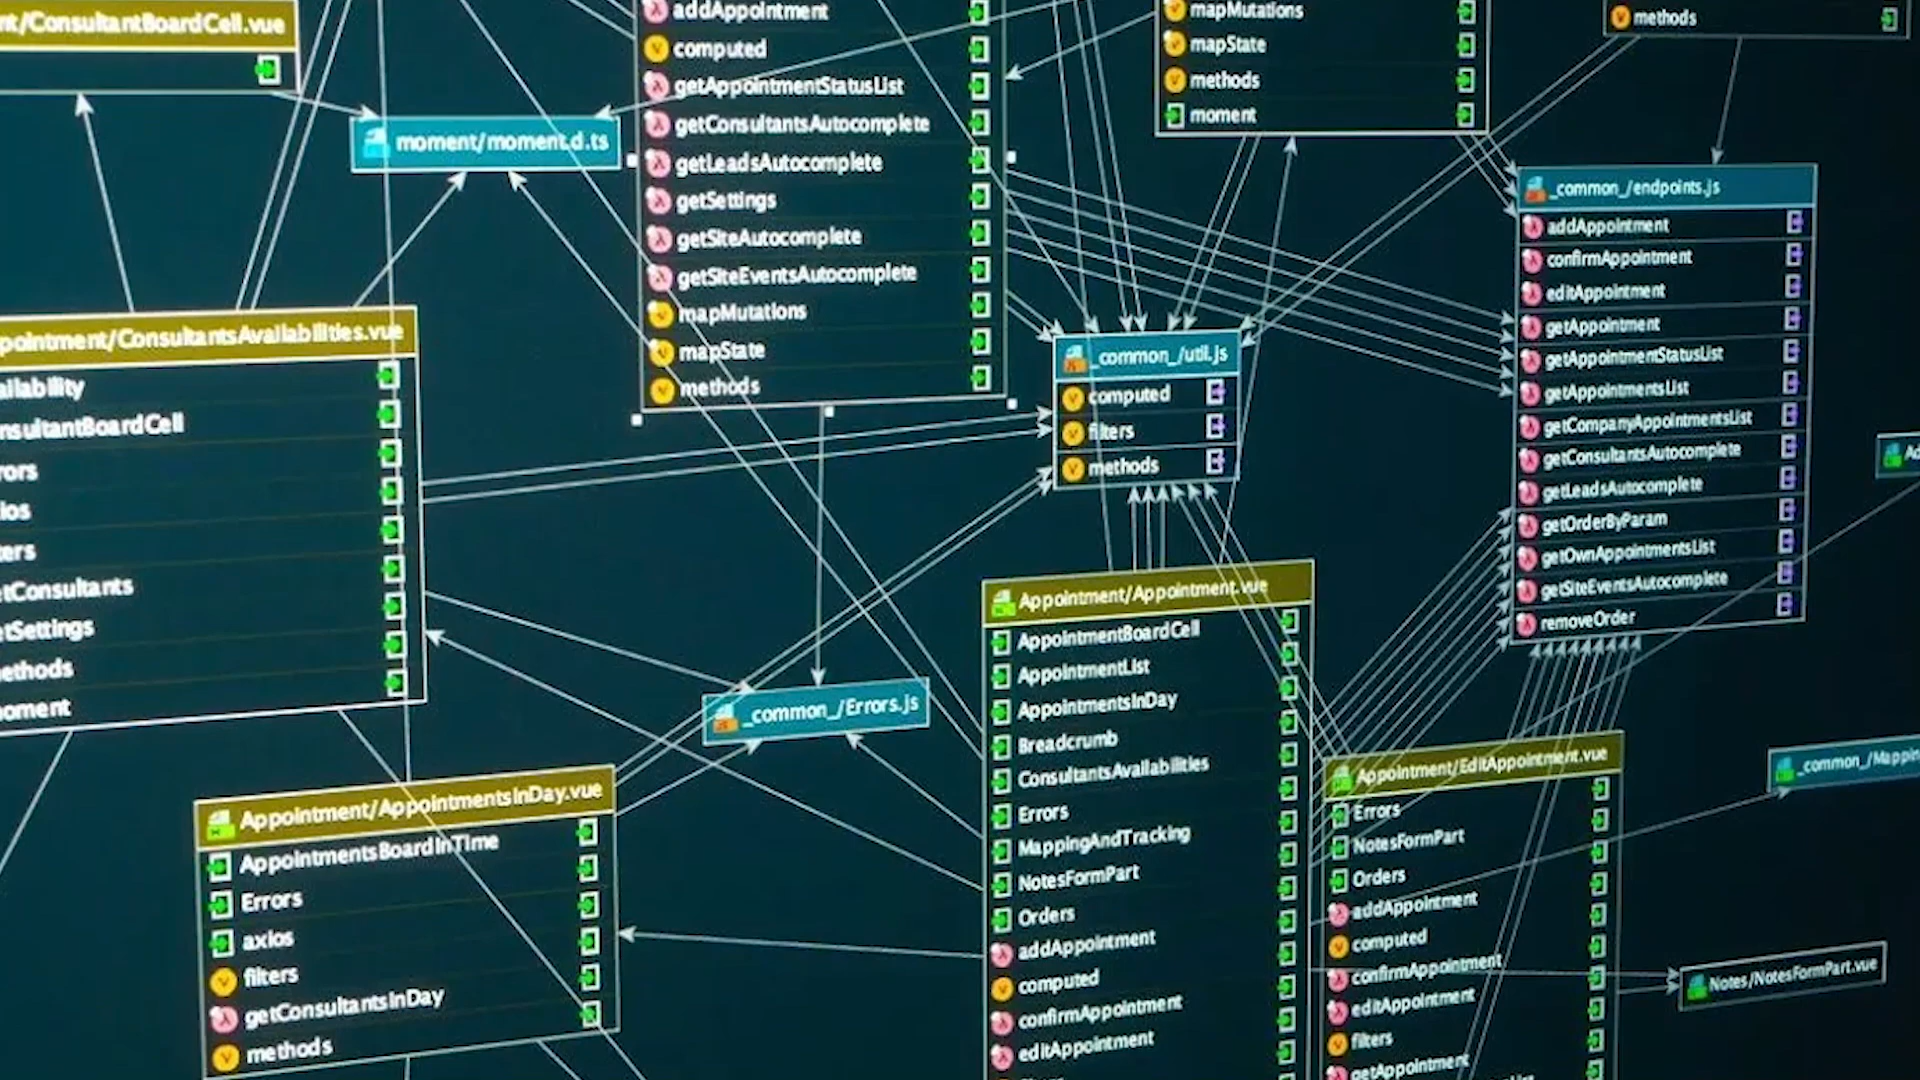 nt/ConsultantBoardCell.vue
moment/moment.d.ts
addAppointment
computed
getAppointmentStatusList
getConsultantsAutocomplete
getLeadsAutocomplete
getSettings
getSiteAutocomplete
getSiteEventsAutocomplete
mapMutations
mapState
methods
mapMutations
mapState
methods
moment
methods
_common_/endpoints.js
addAppointment
confirmAppointment
editAppointment
getAppointment
getAppointmentStatusList
getAppointmentsList
getCompanyAppointmentsList
getConsultantsAutocomplete
getLeadsAutocomplete
getOrderByParam
getOwnAppointmentsList
getSiteEventsAutocomplete
removeOrder
_common_/util.js
computed
filters
methods
ppointment/ConsultantsAvailabilities.vue
ailability
nsultantBoardCell
rors
ios
ters
tConsultants
etSettings
ethods
oment
_common_/Errors.js
Appointment/AppointmentsInDay.vue
AppointmentsBoardInTime
Errors
axios
filters
getConsultantsInDay
methods
Appointment/Appointment.vue
AppointmentBoardCell
AppointmentList
AppointmentsInDay
Breadcrumb
ConsultantsAvailabilities
Errors
MappingAndTracking
NotesFormPart
Orders
addAppointment
computed
confirmAppointment
editAppointment
Appointment/EditAppointment.vue
Errors
NotesFormPart
Orders
addAppointment
computed
confirmAppointment
editAppointment
filters
getAppointment
Ad
_common_/Mappin
Notes/NotesFormPart.vue